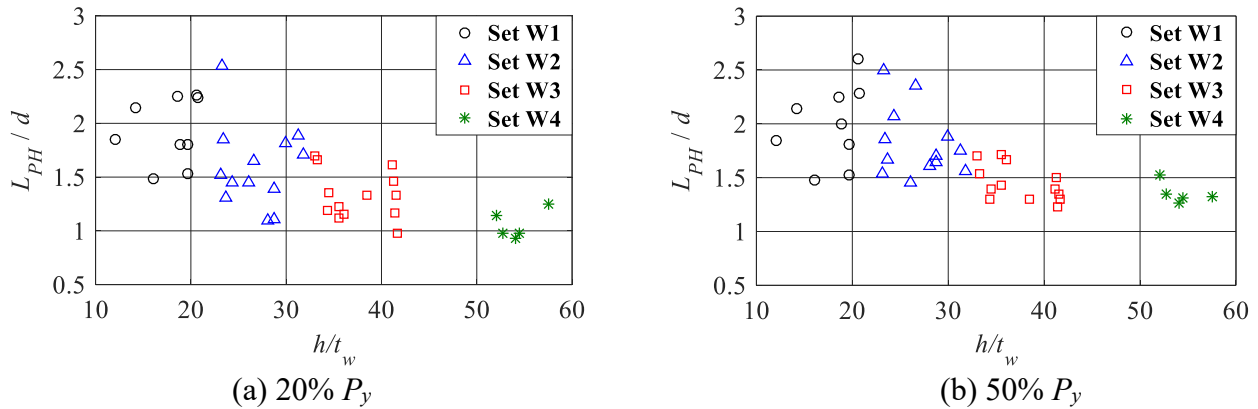 3
2.5
2
1.5
1
0.5
L_PH / d
10 20 30 40 50 60
h/t_w
Set W1
Set W2
Set W3
Set W4
(a) 20% P_y
3
2.5
2
1.5
1
0.5
L_PH / d
10 20 30 40 50 60
h/t_w
Set W1
Set W2
Set W3
Set W4
(b) 50% P_y